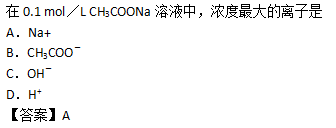 在 0.1 mol／L CH₃COONa 溶液中，浓度最大的离子是
A．Na+
B．CH₃COO⁻
C．OH⁻
D．H⁺
【答案】A